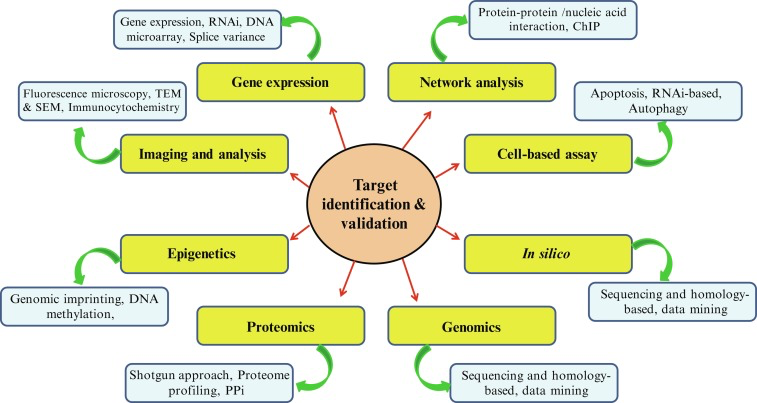 Gene expression, RNAi, DNA
microarray, Splice variance
Protein-protein /nucleic acid
interaction, ChIP
Gene expression
Network analysis
Fluorescence microscopy, TEM
& SEM, Immunocytochemistry
Apoptosis, RNAi-based,
Autophagy
Imaging and analysis
Cell-based assay
Target
identification &
validation
Epigenetics
In silico
Genomic imprinting, DNA
methylation,
Sequencing and homology-
based, data mining
Proteomics
Genomics
Shotgun approach, Proteome
profiling, PPi
Sequencing and homology-
based, data mining